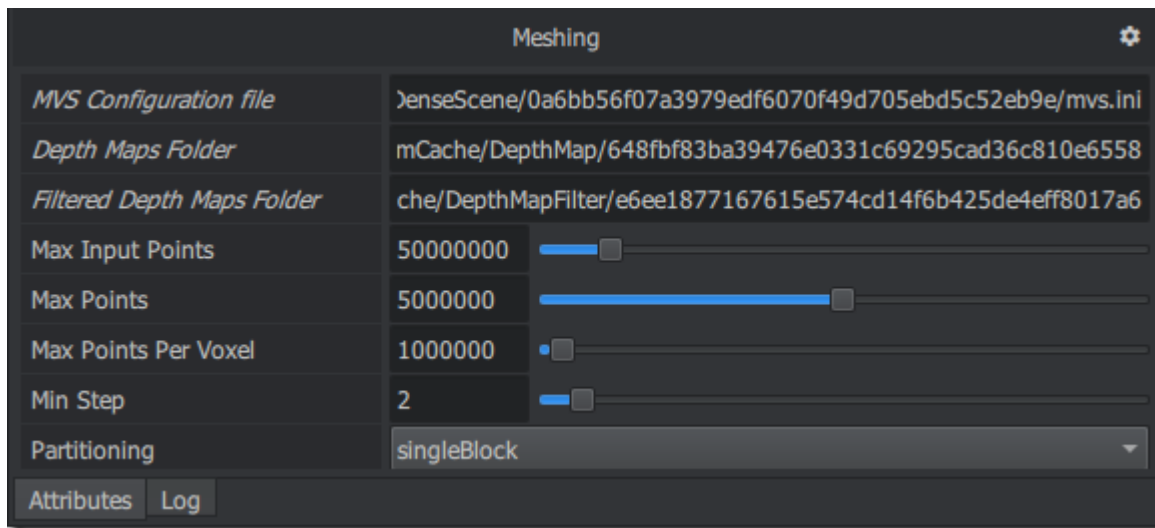 Meshing
MVS Configuration file enseScene/0a6bb56f07a3979edf6070f49d705ebd5c52eb9e/mvs.ini
Depth Maps Folder mCache/DepthMap/648fbf83ba39476e0331c69295cad36c810e6558
Filtered Depth Maps Folder che/DepthMapFilter/e6ee1877167615e574cd14f6b425de4eff8017a6
Max Input Points 50000000
Max Points 5000000
Max Points Per Voxel 1000000
Min Step 2
Partitioning singleBlock
Attributes Log